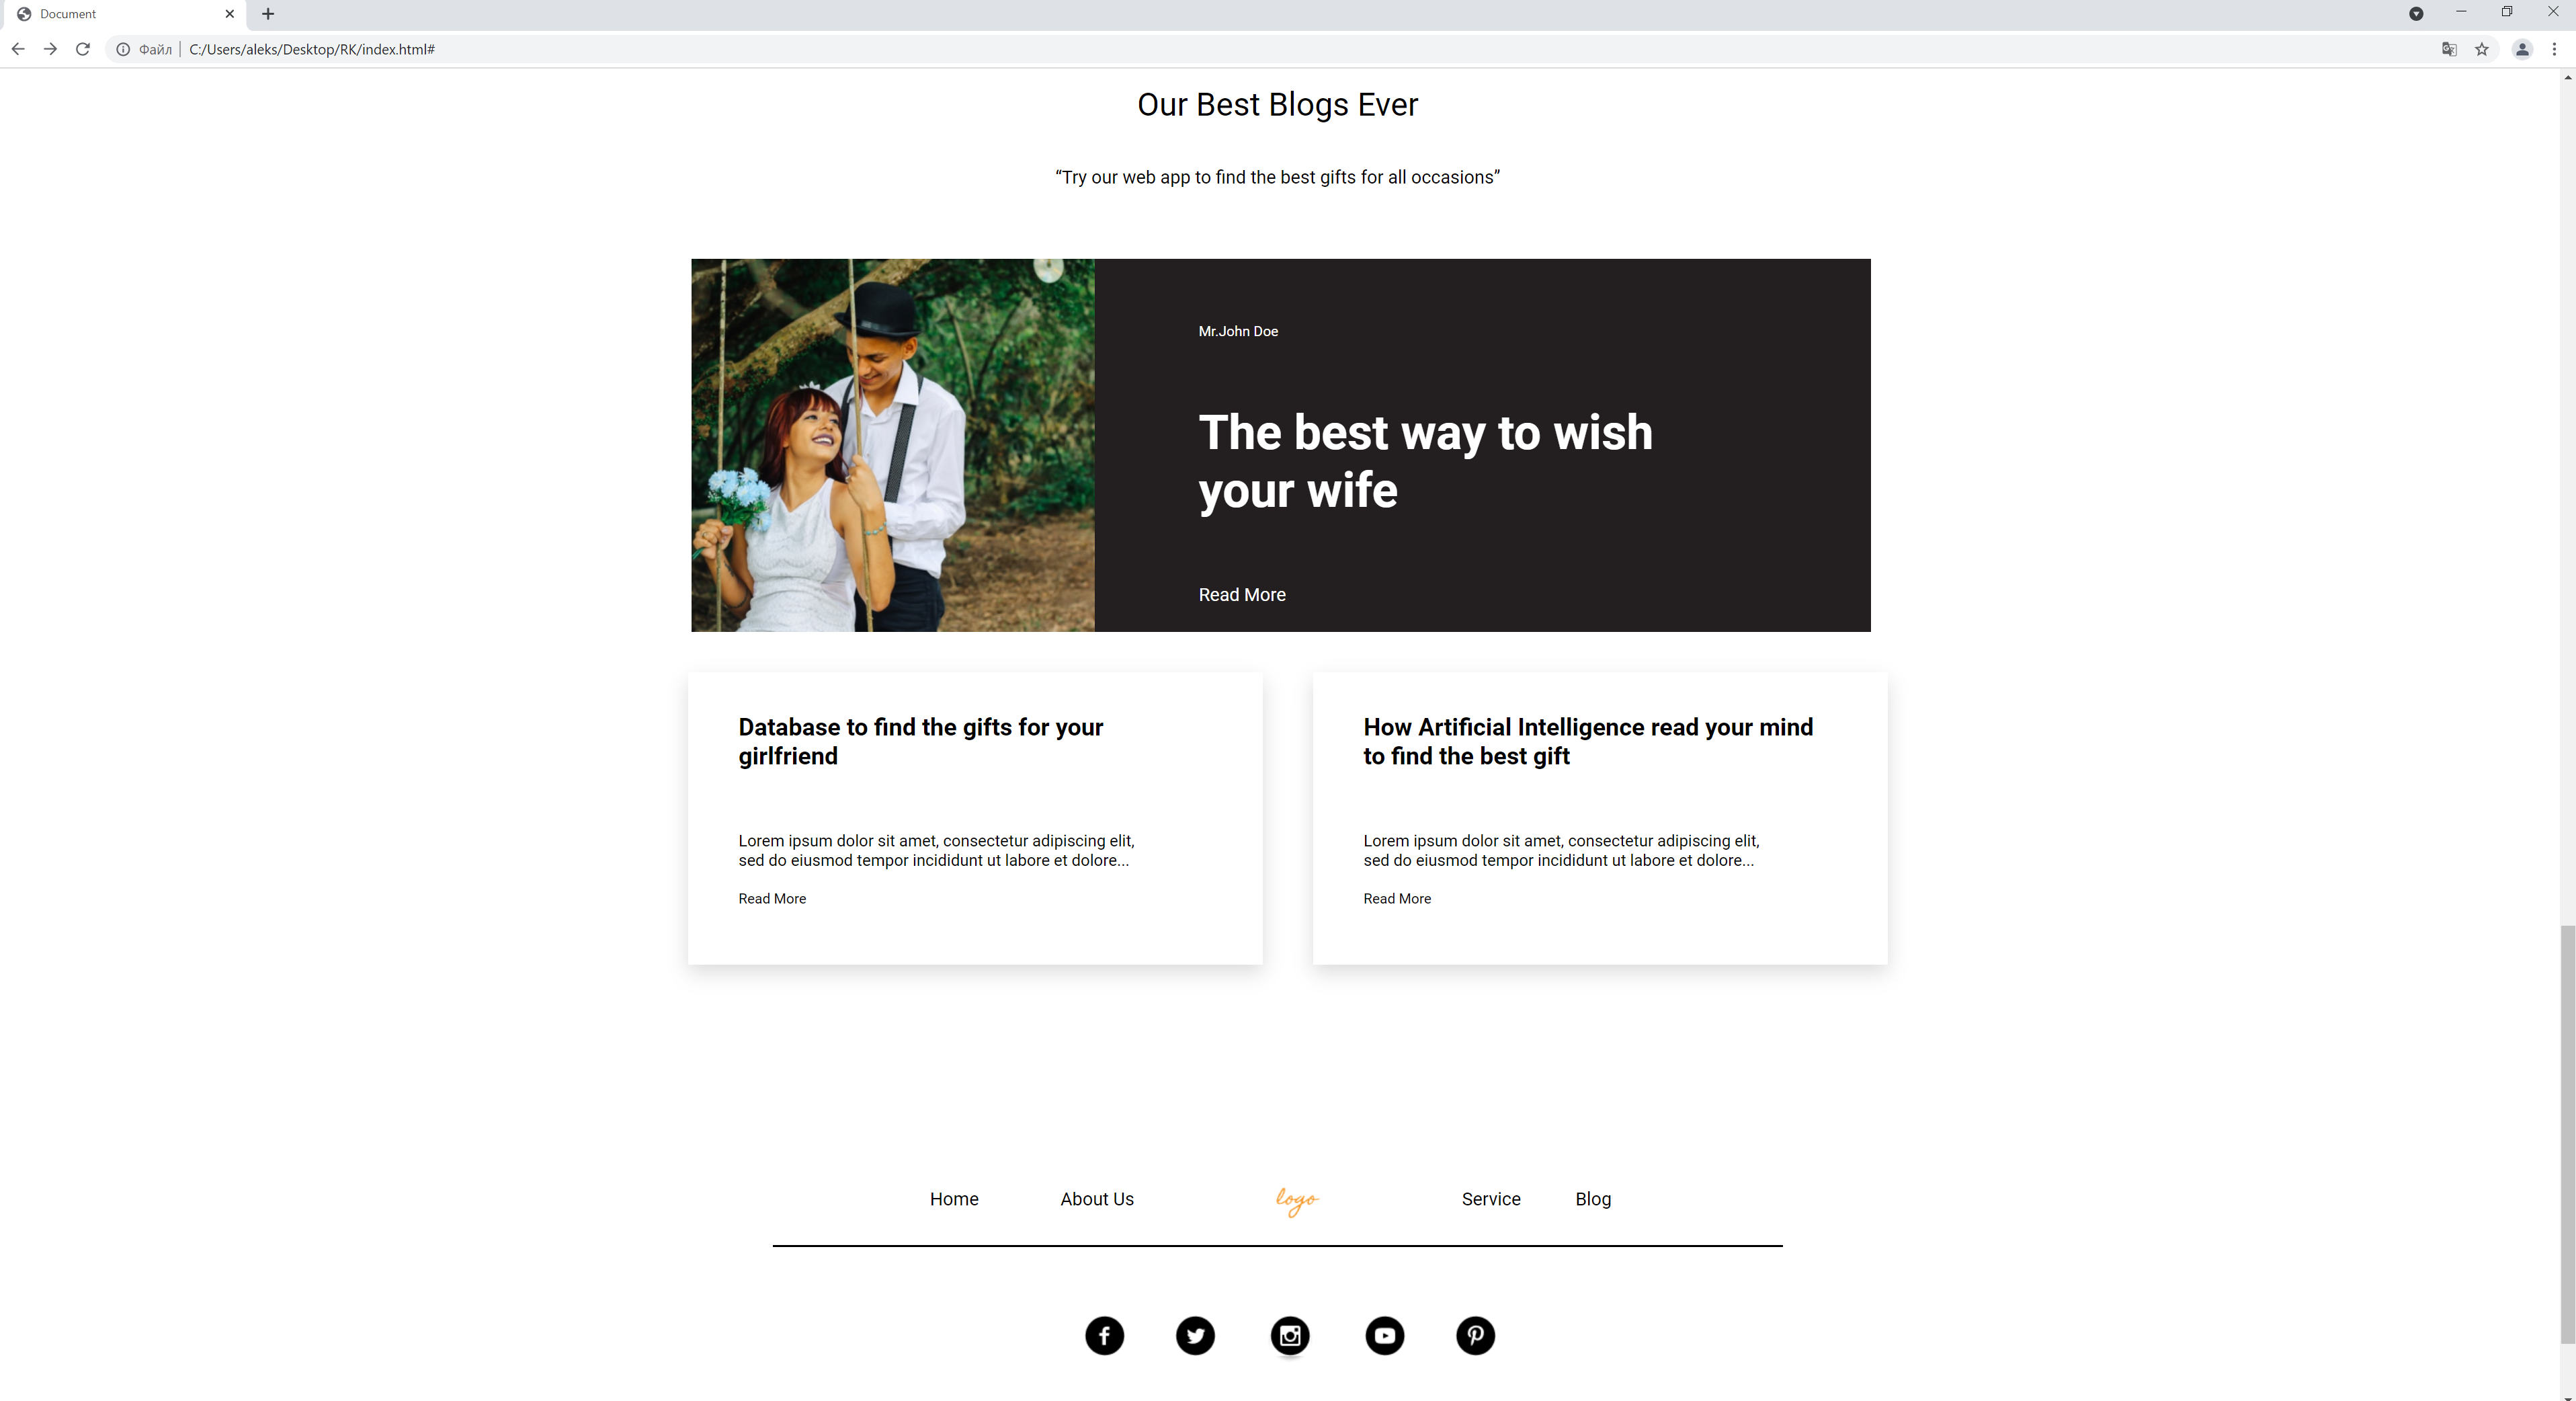 Document
Файл
C:/Users/aleks/Desktop/RK/index.html#
Our Best Blogs Ever
“Try our web app to find the best gifts for all occasions”
Mr.John Doe
The best way to wish
your wife
Read More
Database to find the gifts for your
girlfriend
Lorem ipsum dolor sit amet, consectetur adipiscing elit,
sed do eiusmod tempor incididunt ut labore et dolore...
Read More
How Artificial Intelligence read your mind
to find the best gift
Lorem ipsum dolor sit amet, consectetur adipiscing elit,
sed do eiusmod tempor incididunt ut labore et dolore...
Read More
Home About Us logo Service Blog